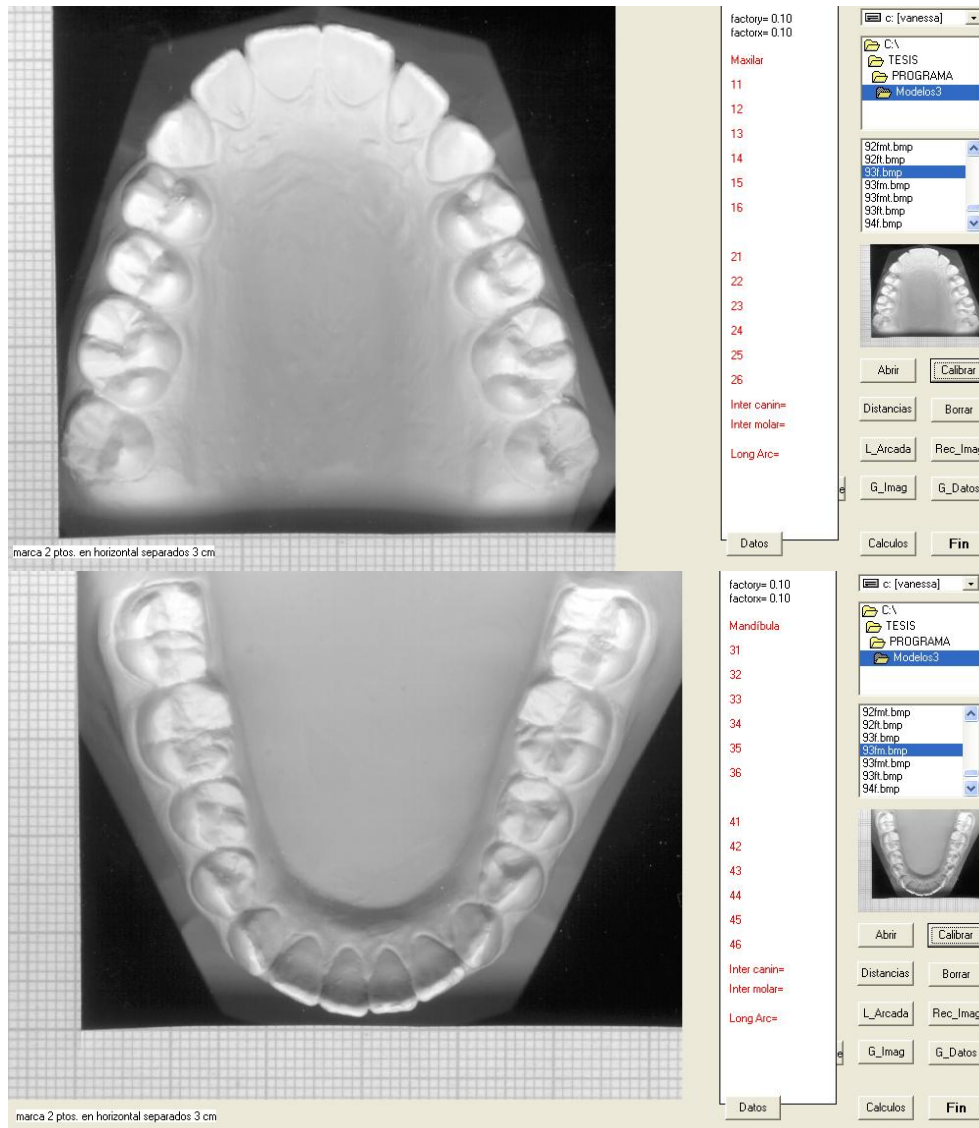 factory= 0.10
factorx= 0.10
Maxilar
11
12
13
14
15
16
21
22
23
24
25
26
Inter canin=
Inter molar=
Long Arc=
Datos
c: [vanessa]
C:\
TESIS
PROGRAMA
Modelos3
92fmt.bmp
92ft.bmp
93f.bmp
93fm.bmp
93fmt.bmp
93ft.bmp
94f.bmp
Abrir Calibrar
Distancias Borrar
L_Arcada Rec_Imag
G_Imag G_Datos
Calculos Fin
marca 2 ptos. en horizontal separados 3 cm
factory= 0.10
factorx= 0.10
Mandíbula
31
32
33
34
35
36
41
42
43
44
45
46
Inter canin=
Inter molar=
Long Arc=
Datos
c: [vanessa]
C:\
TESIS
PROGRAMA
Modelos3
92fmt.bmp
92ft.bmp
93f.bmp
93fm.bmp
93fmt.bmp
93ft.bmp
94f.bmp
Abrir Calibrar
Distancias Borrar
L_Arcada Rec_Imag
G_Imag G_Datos
Calculos Fin
marca 2 ptos. en horizontal separados 3 cm